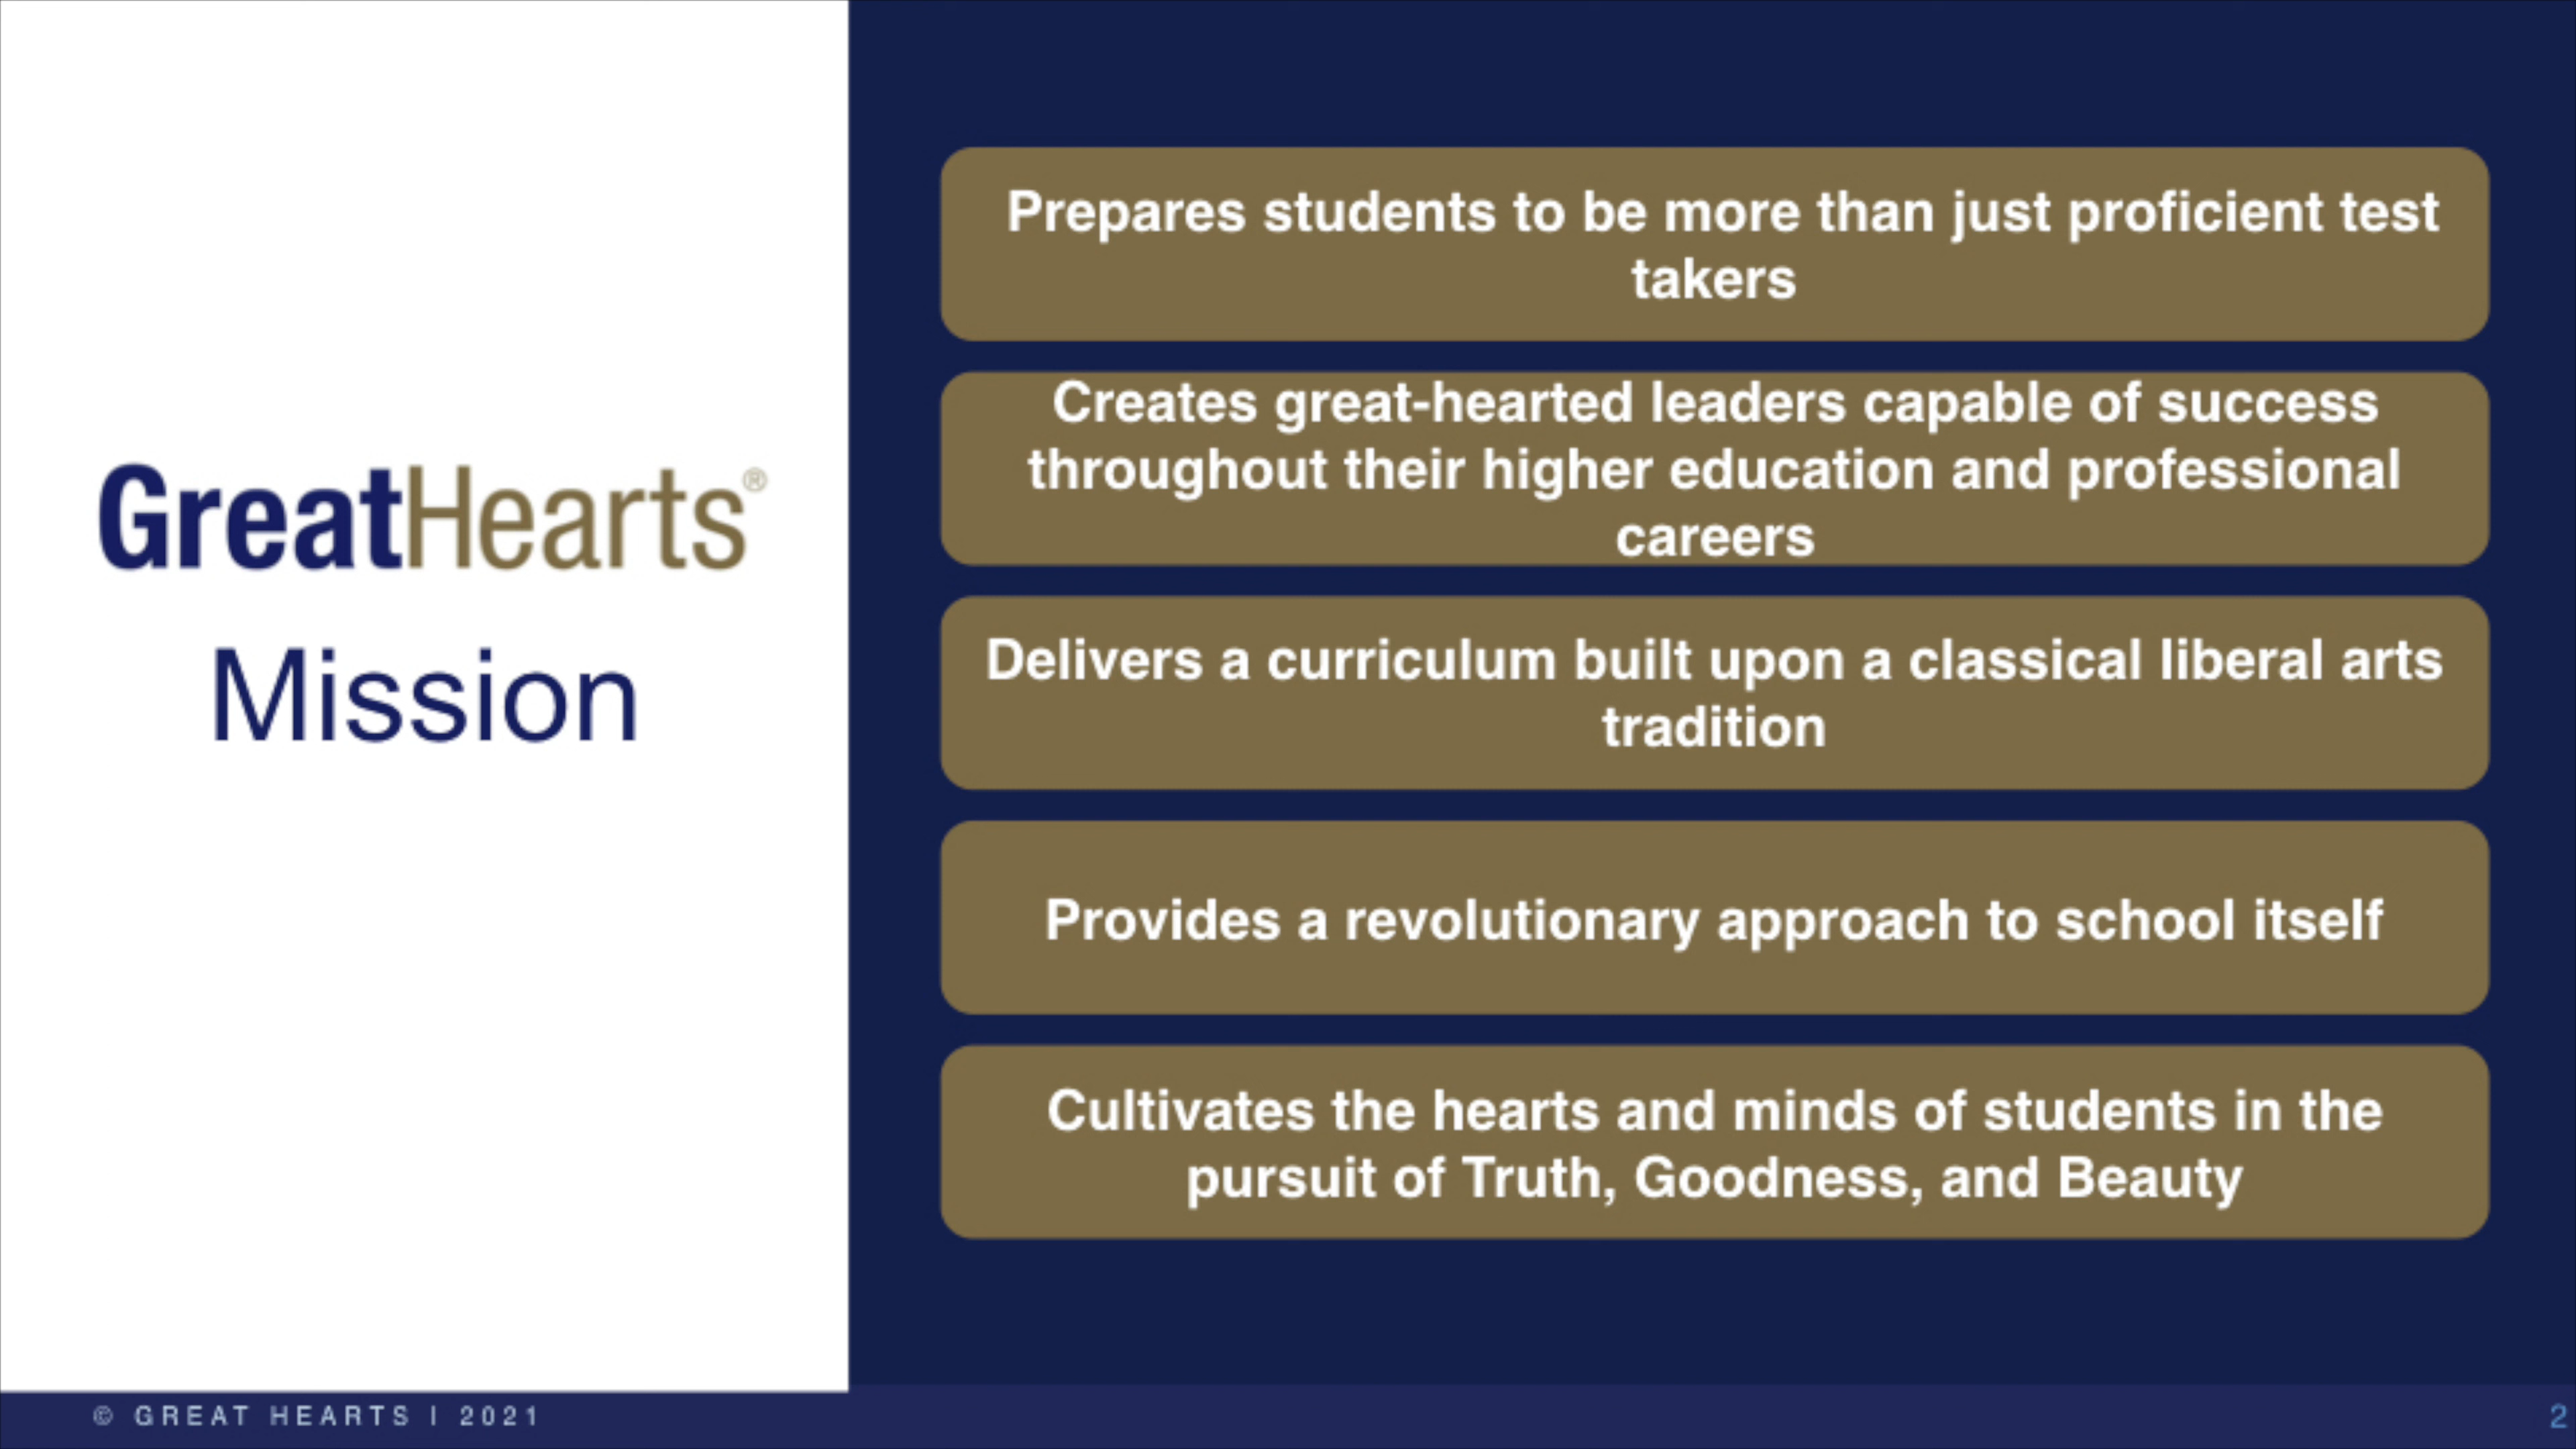 GreatHearts®
Mission
Prepares students to be more than just proficient test
takers
Creates great-hearted leaders capable of success
throughout their higher education and professional
careers
Delivers a curriculum built upon a classical liberal arts
tradition
Provides a revolutionary approach to school itself
Cultivates the hearts and minds of students in the
pursuit of Truth, Goodness, and Beauty
© GREAT HEARTS | 2021
2